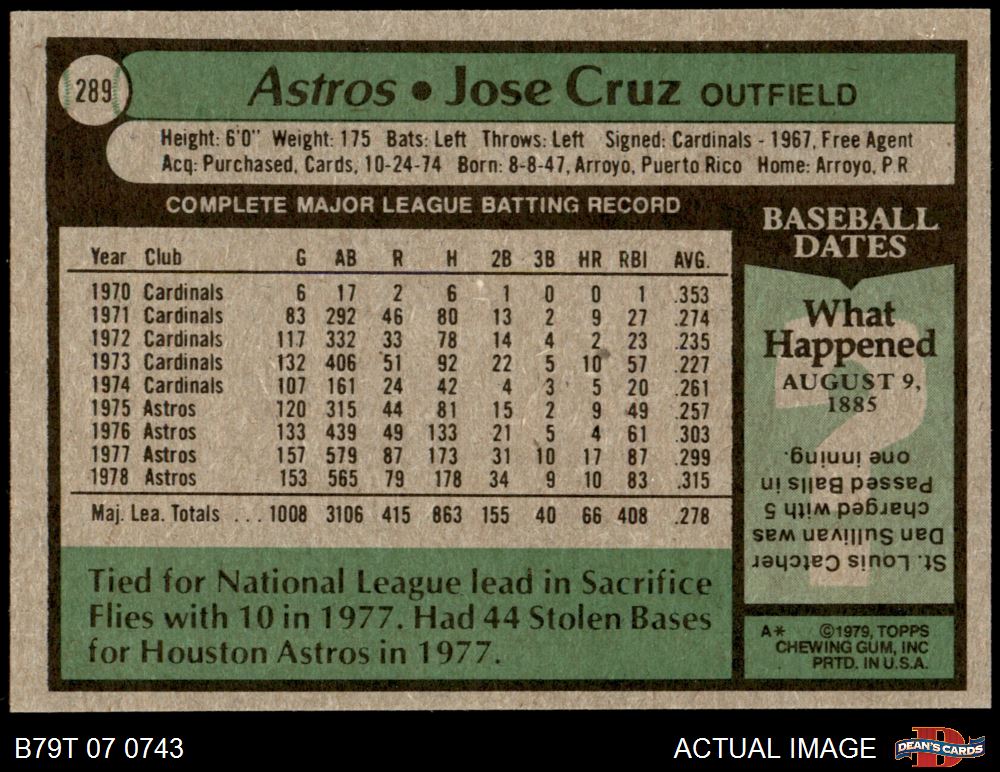 289
Astros • Jose Cruz OUTFIELD
Height: 6'0" Weight: 175 Bats: Left Throws: Left Signed: Cardinals - 1967, Free Agent
Acq: Purchased, Cards, 10-24-74 Born: 8-8-47, Arroyo, Puerto Rico Home: Arroyo, P.R
COMPLETE MAJOR LEAGUE BATTING RECORD
Year Club G AB R H 2B 3B HR RBI AVG.
1970 Cardinals 6 17 2 6 1 0 0 1 .353
1971 Cardinals 83 292 46 80 13 2 9 27 .274
1972 Cardinals 117 332 33 78 14 4 2 23 .235
1973 Cardinals 132 406 51 92 22 5 10 57 .227
1974 Cardinals 107 161 24 42 4 3 5 20 .261
1975 Astros 120 315 44 81 15 2 9 49 .257
1976 Astros 133 439 49 133 21 5 4 61 .303
1977 Astros 157 579 87 173 31 10 17 87 .299
1978 Astros 153 565 79 178 34 9 10 83 .315
Maj. Lea. Totals ... 1008 3106 415 863 155 40 66 408 .278
Tied for National League lead in Sacrifice
Flies with 10 in 1977. Had 44 Stolen Bases
for Houston Astros in 1977.
BASEBALL
DATES
What
Happened
AUGUST 9,
1885
?
St. Louis Catcher
Dan Sullivan was
charged with 5
Passed Balls in
one inning.
A* ©1979, TOPPS
CHEWING GUM, INC
PRTD. IN U.S.A.
B79T 07 0743
ACTUAL IMAGE
D
DEAN'S CARDS